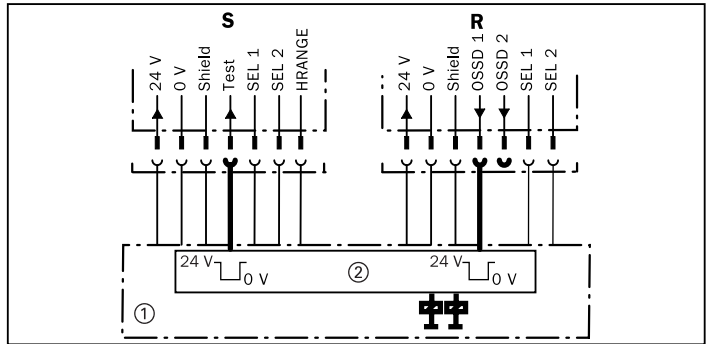 S
R
24 V
0 V
Shield
Test
SEL 1
SEL 2
HRANGE
24 V
0 V
Shield
OSSD 1
OSSD 2
SEL 1
SEL 2
24 V
0 V
②
24 V
0 V
①